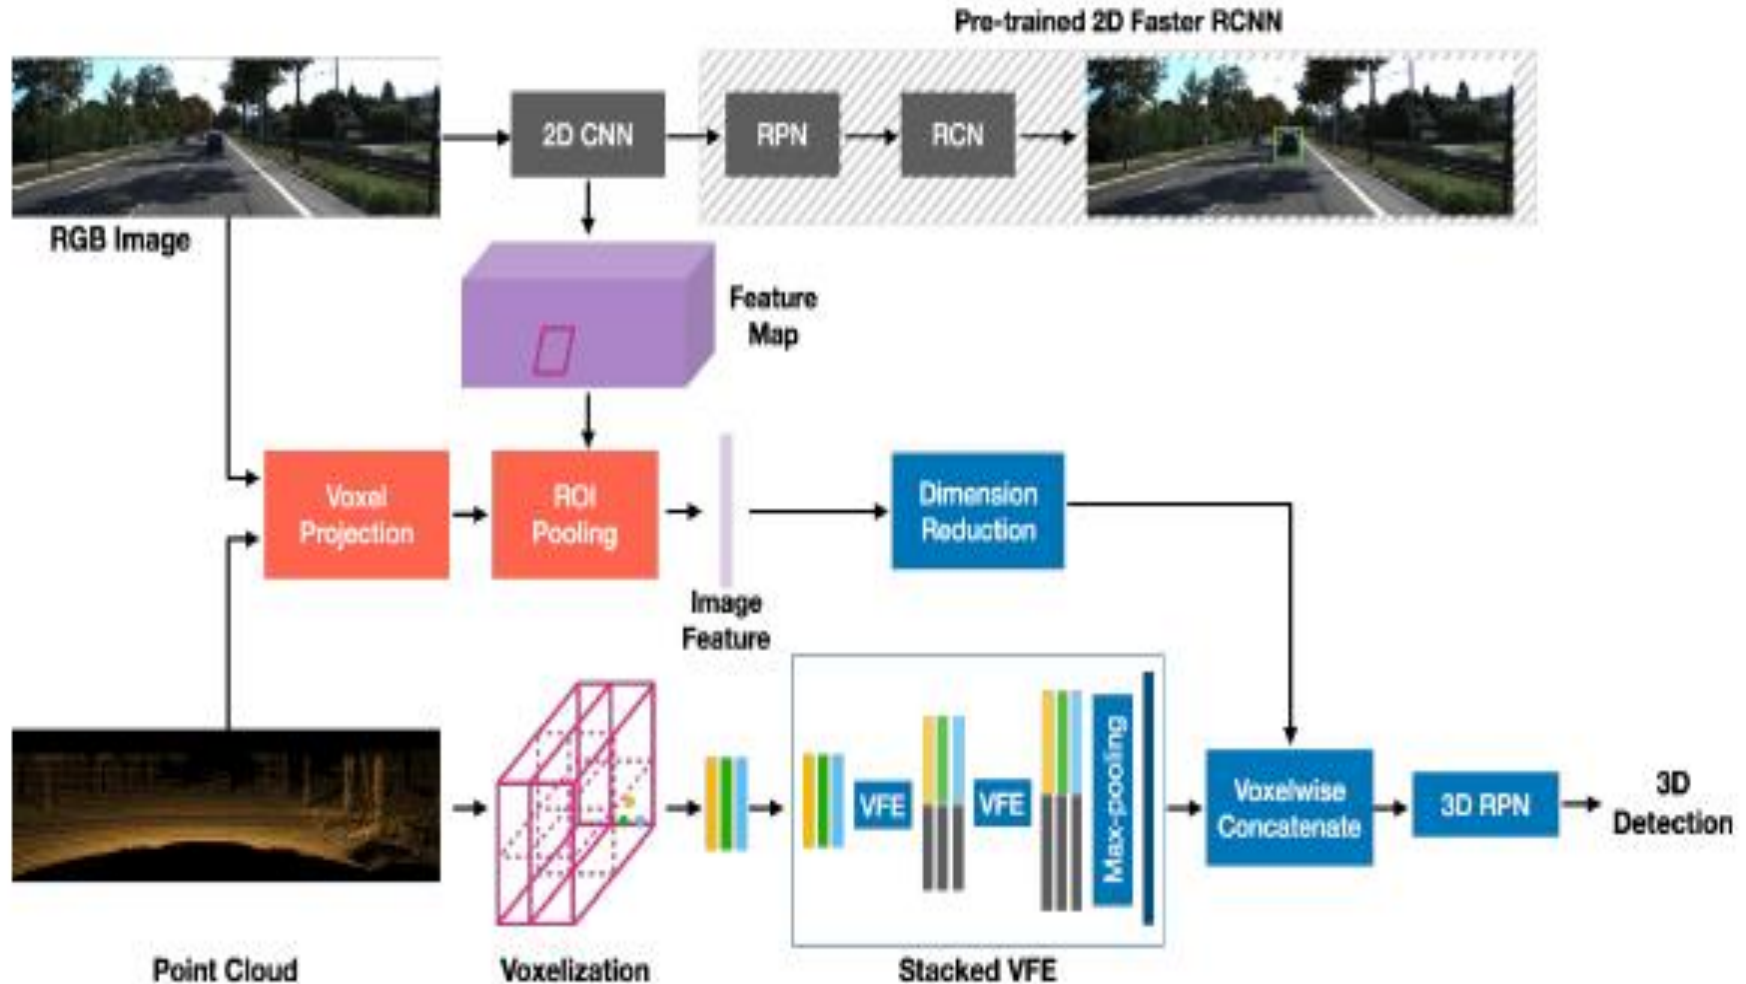 Pre-trained 2D Faster RCNN
2D CNN
RPN
RCN
RGB Image
Feature
Map
Voxel
Projection
ROI
Pooling
Dimension
Reduction
Image
Feature
VFE
VFE
Max-pooling
Voxelwise
Concatenate
3D RPN
3D
Detection
Point Cloud
Voxelization
Stacked VFE